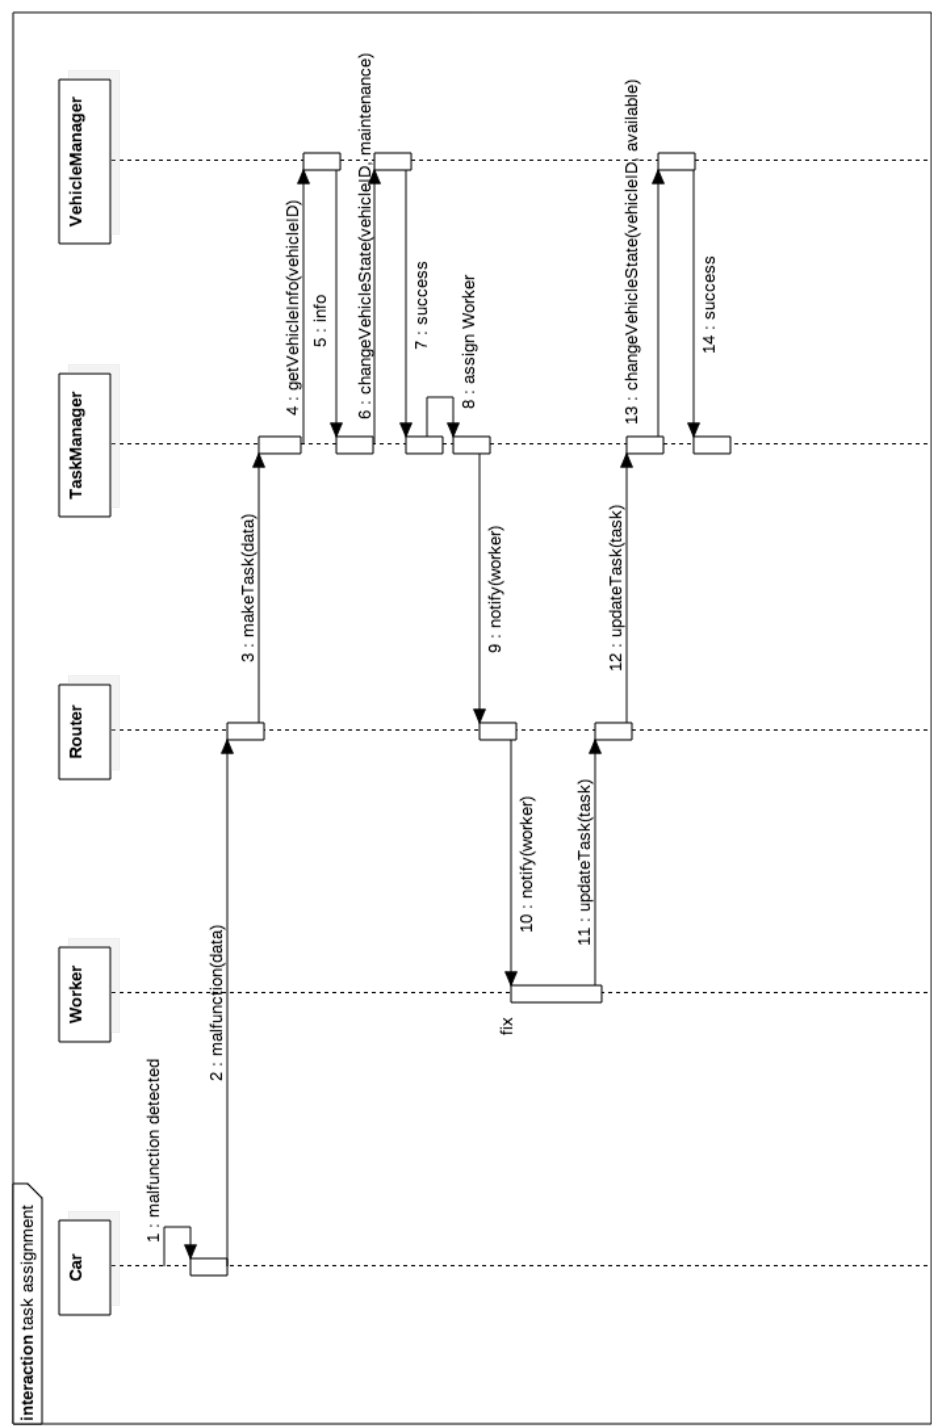 interaction task assignment
Car
Worker
Router
TaskManager
VehicleManager
1 : malfunction detected
2 : malfunction(data)
3 : makeTask(data)
4 : getVehicleInfo(vehicleID)
5 : info
6 : changeVehicleState(vehicleID, maintenance)
7 : success
8 : assign Worker
9 : notify(worker)
10 : notify(worker)
fix
11 : updateTask(task)
12 : updateTask(task)
13 : changeVehicleState(vehicleID, available)
14 : success